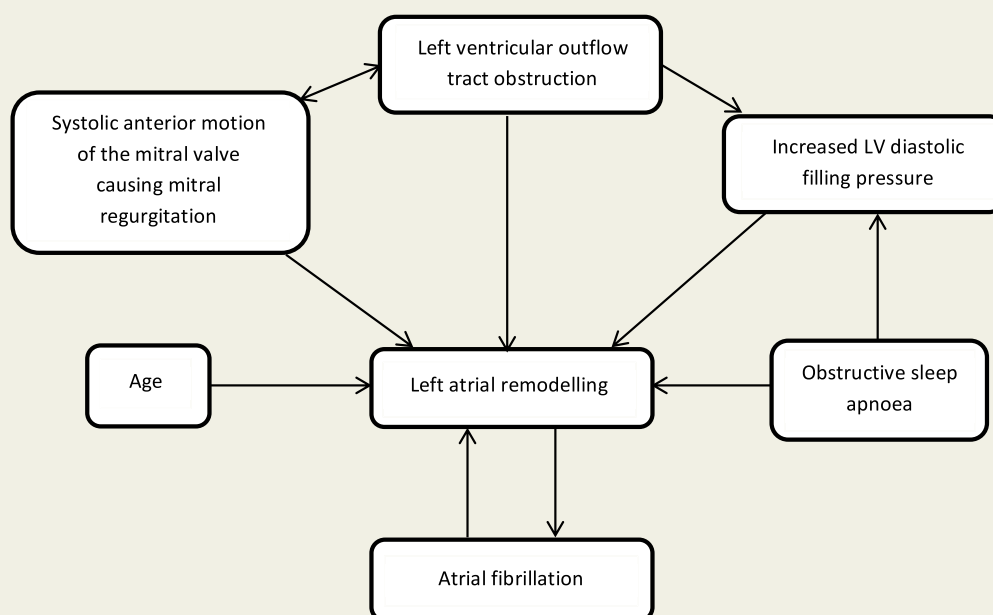 Left ventricular outflow
tract obstruction
Systolic anterior motion
of the mitral valve
causing mitral
regurgitation
Increased LV diastolic
filling pressure
Age
Left atrial remodelling
Obstructive sleep
apnoea
Atrial fibrillation